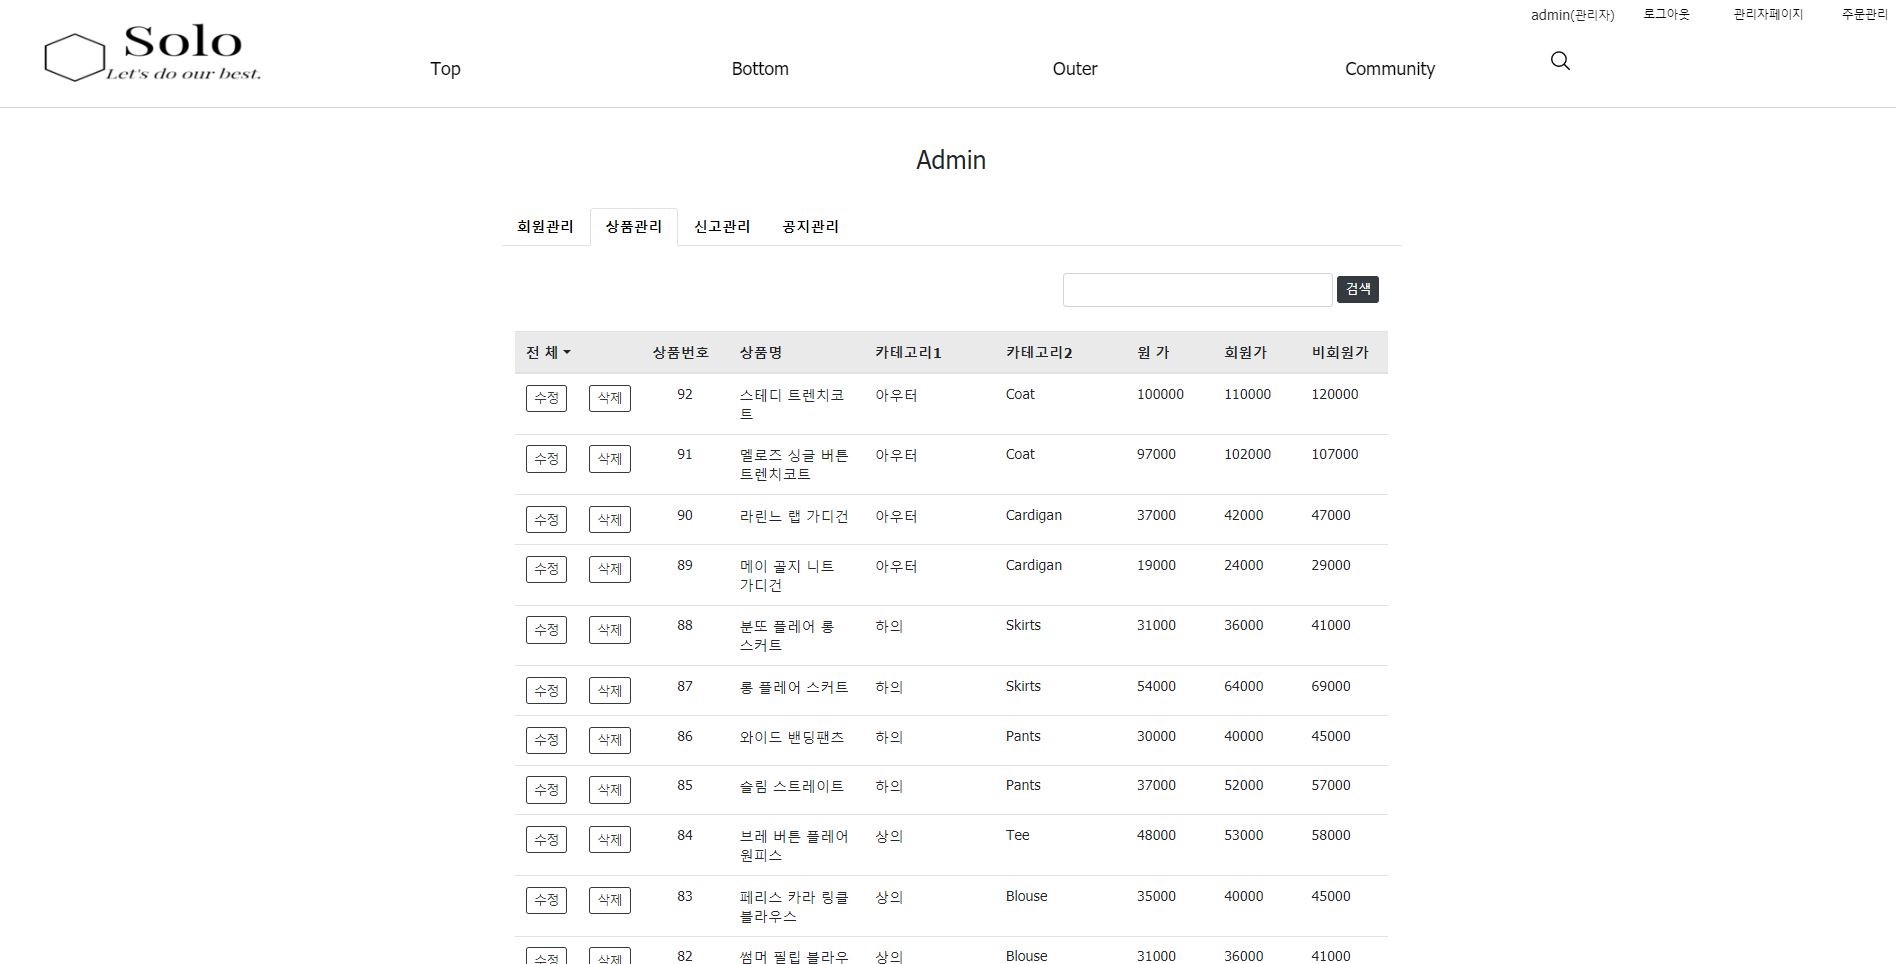 admin(관리자) 로그아웃 관리자페이지 주문관리
Solo
Let's do our best.
Top Bottom Outer Community
Admin
회원관리 상품관리 신고관리 공지관리
검색
전 체 상품번호 상품명 카테고리1 카테고리2 원 가 회원가 비회원가
수정 삭제 92 스테디 트렌치코 아우터 Coat 100000 110000 120000
트
수정 삭제 91 멜로즈 싱글 버튼 아우터 Coat 97000 102000 107000
트렌치코트
수정 삭제 90 라린느 랩 가디건 아우터 Cardigan 37000 42000 47000
수정 삭제 89 메이 골지 니트 아우터 Cardigan 19000 24000 29000
가디건
수정 삭제 88 분또 플레어 롱 하의 Skirts 31000 36000 41000
스커트
수정 삭제 87 롱 플레어 스커트 하의 Skirts 54000 64000 69000
수정 삭제 86 와이드 밴딩팬츠 하의 Pants 30000 40000 45000
수정 삭제 85 슬림 스트레이트 하의 Pants 37000 52000 57000
수정 삭제 84 브레 버튼 플레어 상의 Tee 48000 53000 58000
원피스
수정 삭제 83 페리스 카라 링클 상의 Blouse 35000 40000 45000
블라우스
수정 삭제 82 썸머 필립 블라우 상의 Blouse 31000 36000 41000